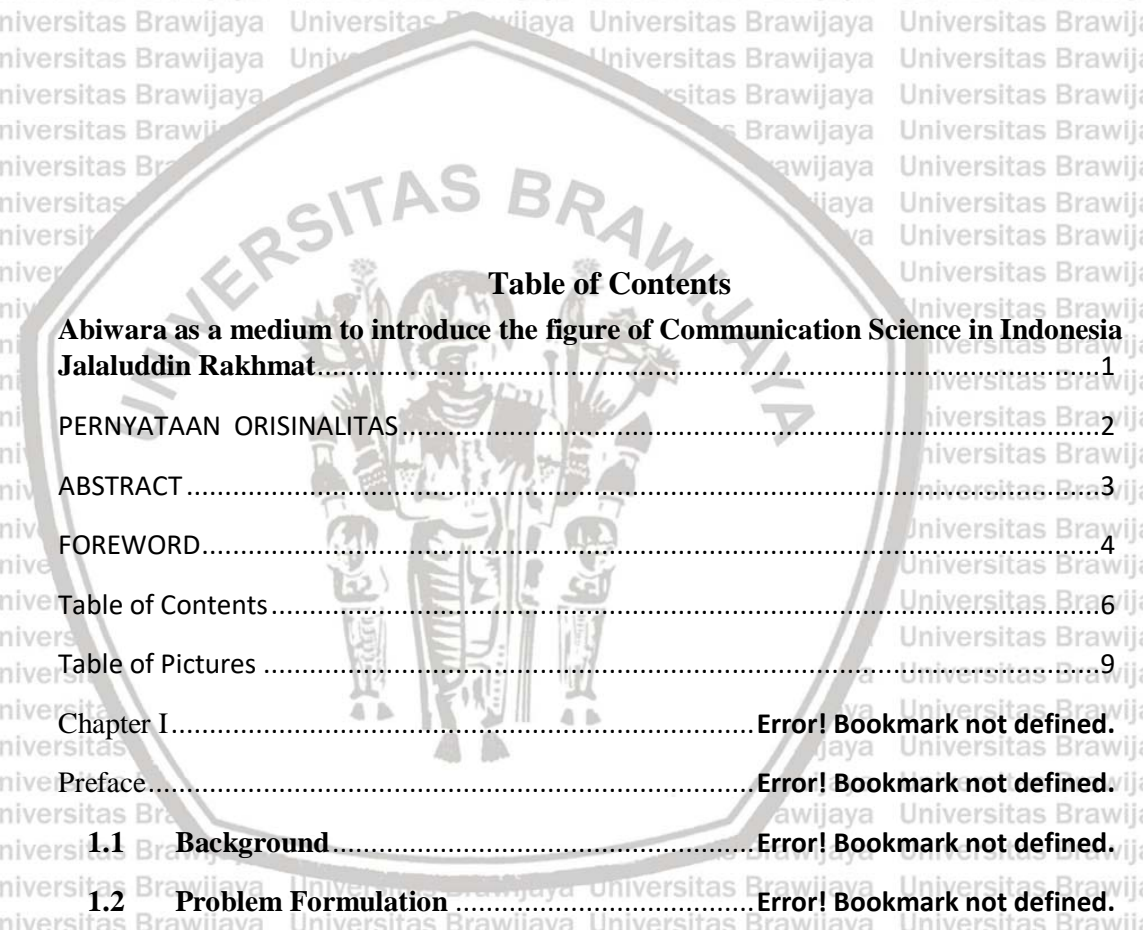 Table of Contents
Abiwara as a medium to introduce the figure of Communication Science in Indonesia
Jalaluddin Rakhmat....................1
PERNYATAAN ORISINALITAS....................2
ABSTRACT....................3
FOREWORD....................4
Table of Contents....................6
Table of Pictures....................9
Chapter I....................Error! Bookmark not defined.
Preface....................Error! Bookmark not defined.
1.1 Background....................Error! Bookmark not defined.
1.2 Problem Formulation....................Error! Bookmark not defined.
UNIVERSITAS BRAWIJAYA